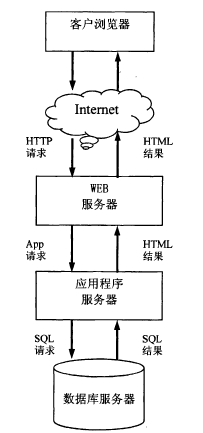 客户浏览器
Internet
HTTP
请求
HTML
结果
WEB
服务器
App
请求
HTML
结果
应用程序
服务器
SQL
请求
SQL
结果
数据库服务器